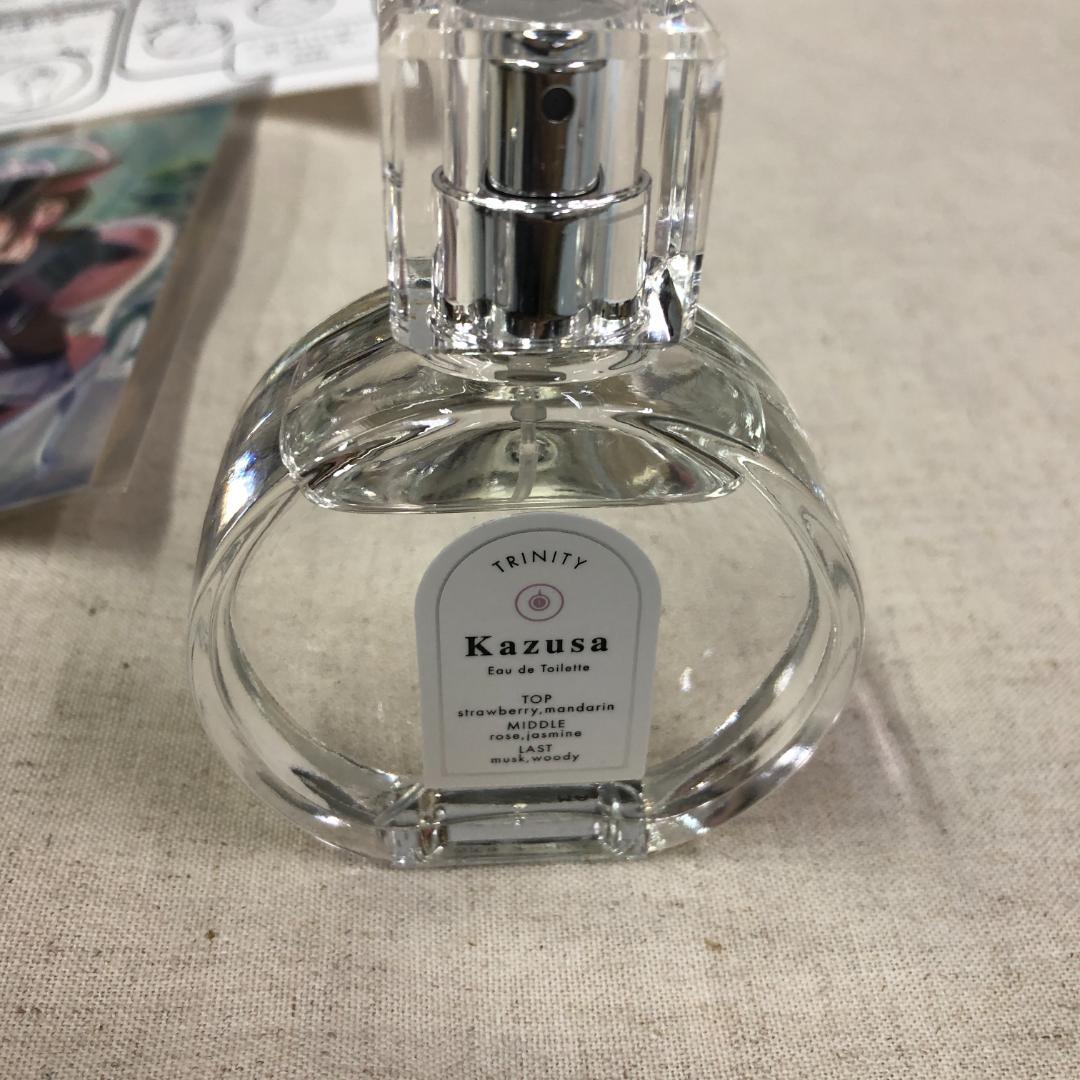 TRINITY
Kazusa
Eau de Toilette
TOP
strawberry,mandarin
MIDDLE
rose,jasmine
LAST
musk,woody